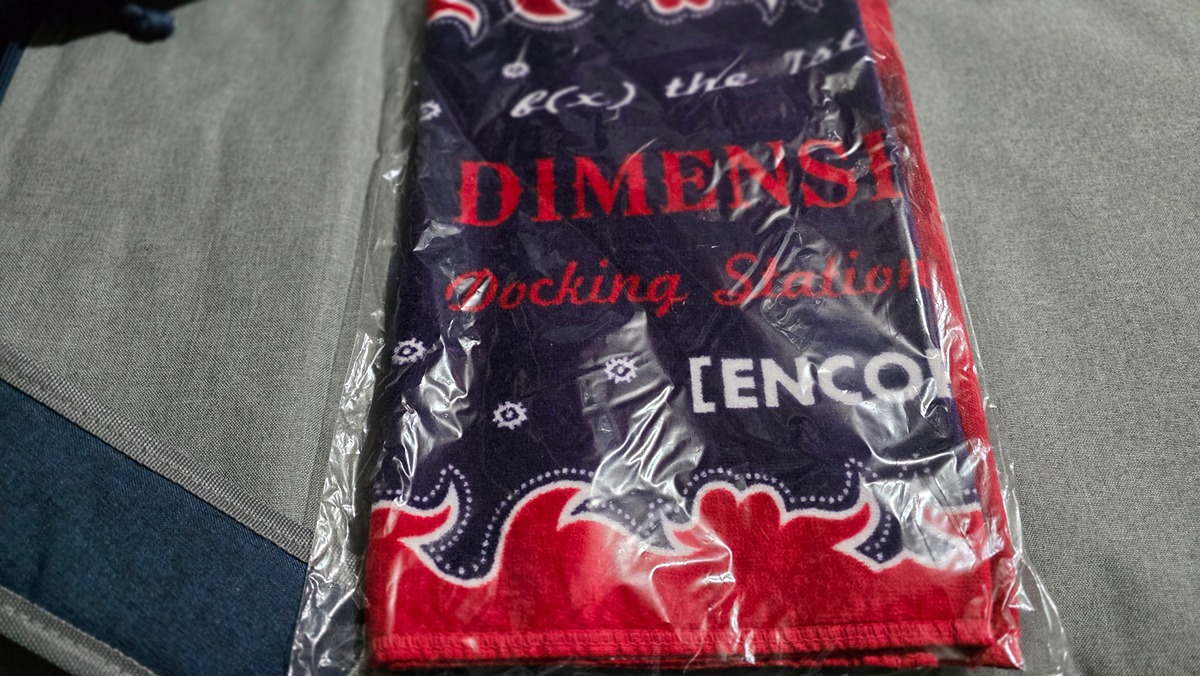 f(x) the 1st
DIMENSI
Docking Station
[ENCO